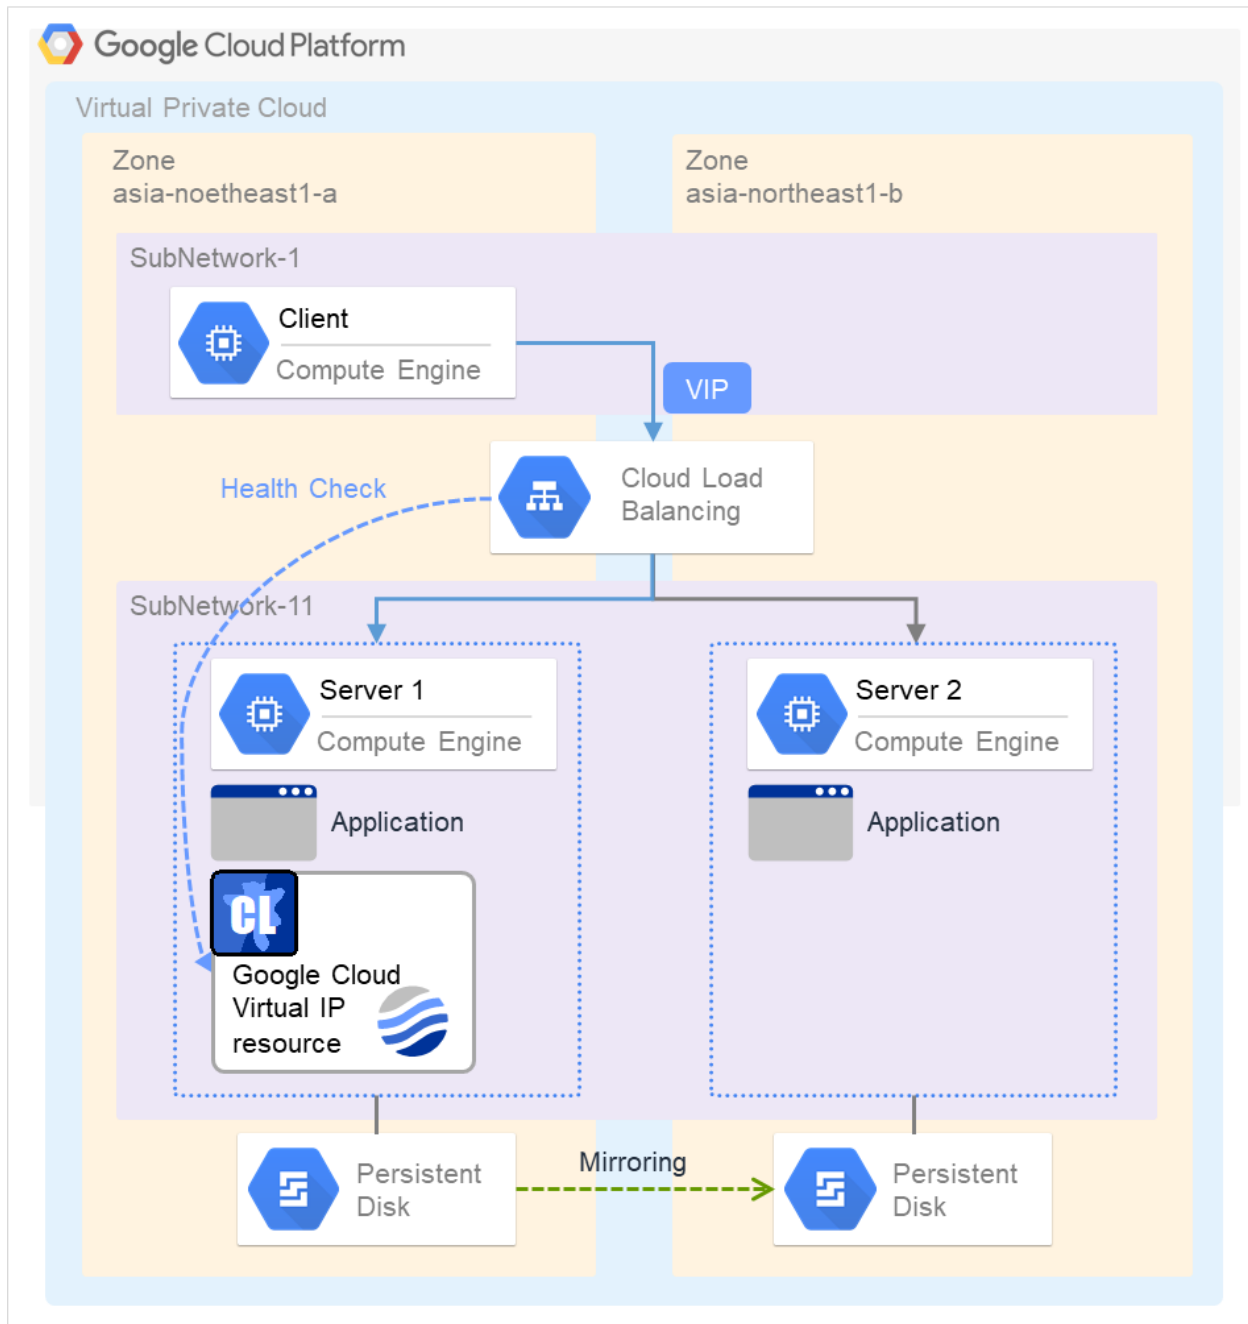 Google Cloud Platform
Virtual Private Cloud
Zone
asia-noetheast1-a
Zone
asia-northeast1-b
SubNetwork-1
Client
Compute Engine
VIP
Health Check
Cloud Load
Balancing
SubNetwork-11
Server 1
Compute Engine
Server 2
Compute Engine
Application
Application
CL
Google Cloud
Virtual IP
resource
Mirroring
Persistent
Disk
Persistent
Disk